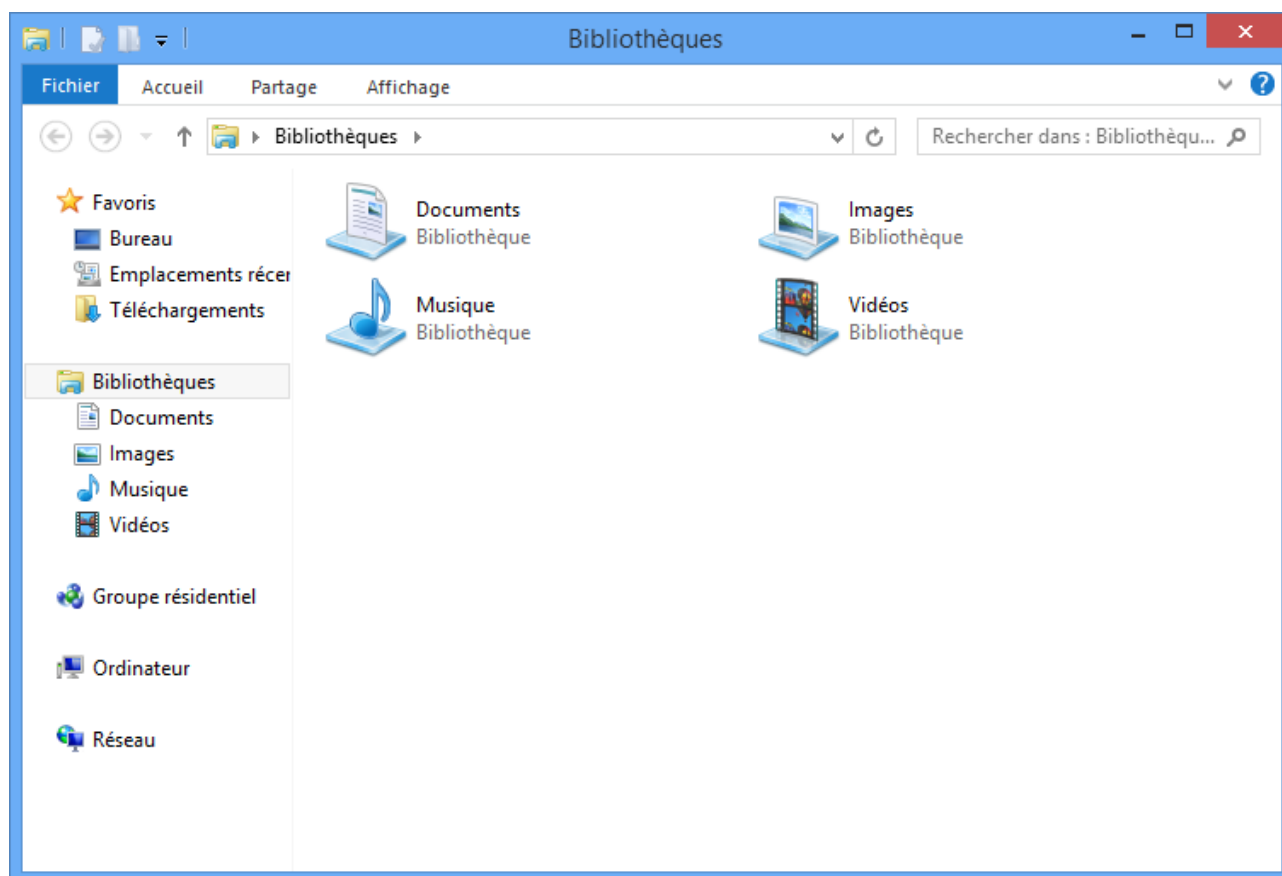 Bibliothèques
Fichier Accueil Partage Affichage
Bibliothèques
Rechercher dans : Bibliothèqu...
Favoris
Bureau
Emplacements récen
Téléchargements
Bibliothèques
Documents
Images
Musique
Vidéos
Groupe résidentiel
Ordinateur
Réseau
Documents
Bibliothèque
Images
Bibliothèque
Musique
Bibliothèque
Vidéos
Bibliothèque